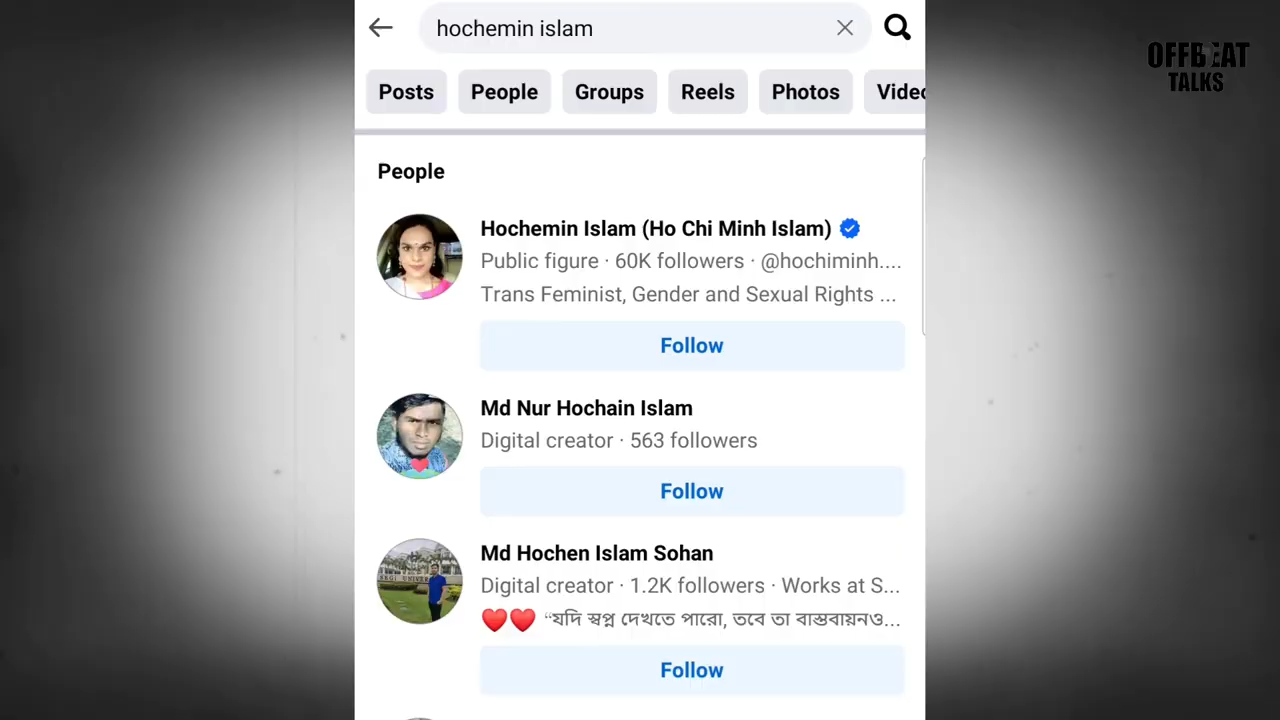 hochemin islam
OFFBEAT
TALKS
Posts People Groups Reels Photos Video
People
Hochemin Islam (Ho Chi Minh Islam)
Public figure · 60K followers · @hochiminh....
Trans Feminist, Gender and Sexual Rights ...
Follow
Md Nur Hochain Islam
Digital creator · 563 followers
Follow
Md Hochen Islam Sohan
Digital creator · 1.2K followers · Works at S...
❤️❤️ “যদি স্বপ্ন দেখতে পারো, তবে তা বাস্তবায়নও...
Follow